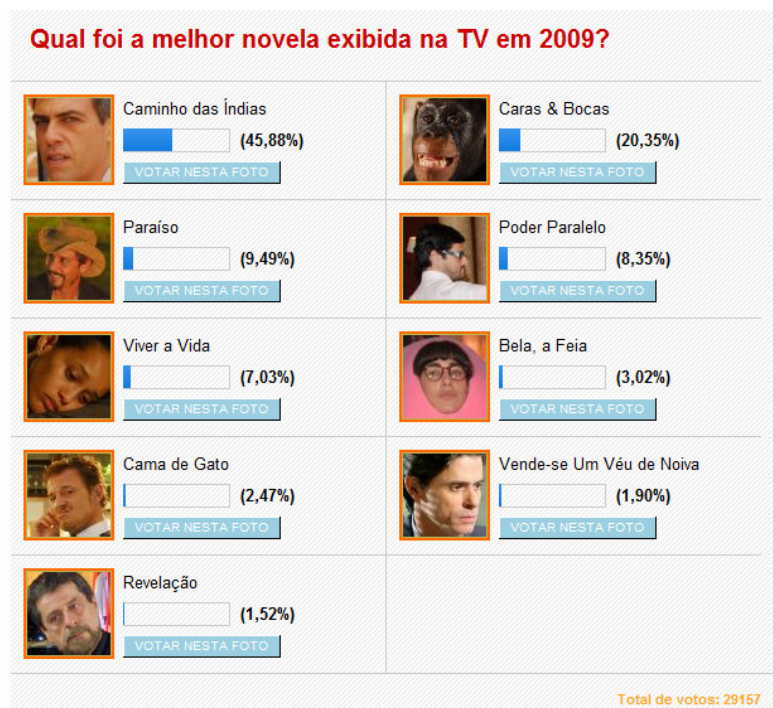 Qual foi a melhor novela exibida na TV em 2009?
Caminho das Índias
(45,88%)
VOTAR NESTA FOTO
Caras & Bocas
(20,35%)
VOTAR NESTA FOTO
Paraíso
(9,49%)
VOTAR NESTA FOTO
Poder Paralelo
(8,35%)
VOTAR NESTA FOTO
Viver a Vida
(7,03%)
VOTAR NESTA FOTO
Bela, a Feia
(3,02%)
VOTAR NESTA FOTO
Cama de Gato
(2,47%)
VOTAR NESTA FOTO
Vende-se Um Véu de Noiva
(1,90%)
VOTAR NESTA FOTO
Revelação
(1,52%)
VOTAR NESTA FOTO
Total de votos: 29157